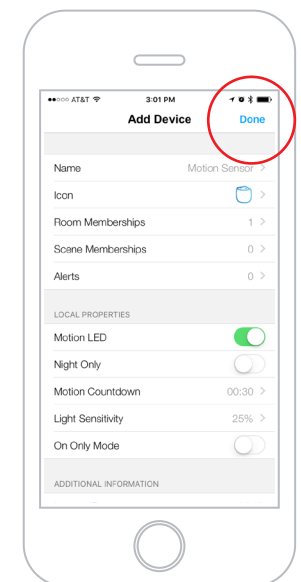 AT&T 3:01 PM
Add Device Done
Name Motion Sensor >
Icon >
Room Memberships 1 >
Scene Memberships 0 >
Alerts 0 >
LOCAL PROPERTIES
Motion LED
Night Only
Motion Countdown 00:30 >
Light Sensitivity 25% >
On Only Mode
ADDITIONAL INFORMATION